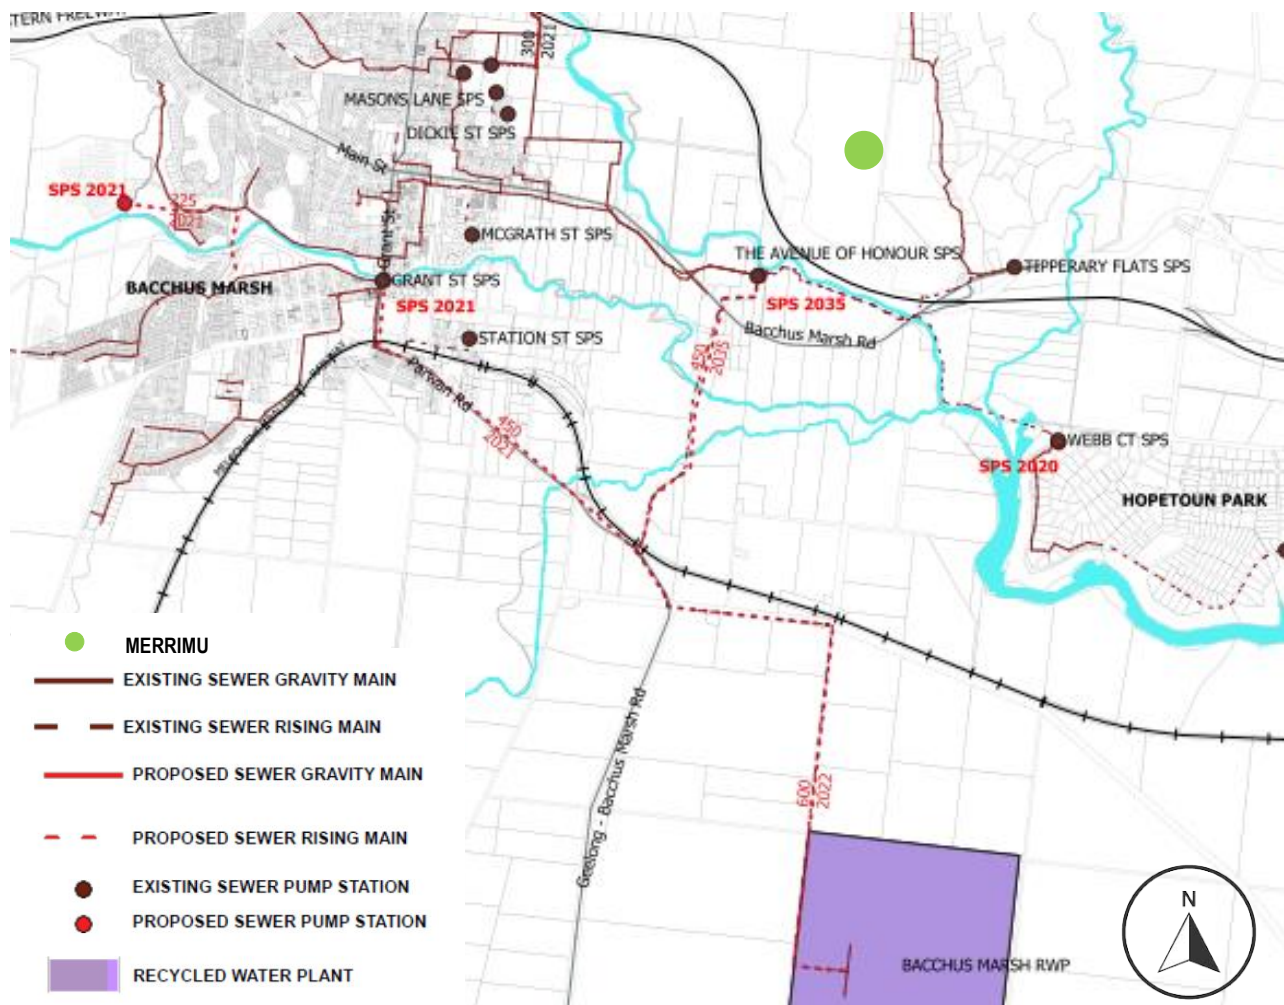 TERN FREEWAY
300
2021
MASONS LANE SPS
DICKIE ST SPS
Main St
SPS 2021
225
2021
Grant St
MCGRATH ST SPS
THE AVENUE OF HONOUR SPS
TIPPERARY FLATS SPS
BACCHUS MARSH
GRANT ST SPS
SPS 2021
SPS 2035
STATION ST SPS
Bacchus Marsh Rd
450
2035
Parwan Rd
450
2021
WEBB CT SPS
SPS 2020
HOPETOUN PARK
600
2022
Geelong - Bacchus Marsh Rd
BACCHUS MARSH RWP
N
MERRIMU
EXISTING SEWER GRAVITY MAIN
EXISTING SEWER RISING MAIN
PROPOSED SEWER GRAVITY MAIN
PROPOSED SEWER RISING MAIN
EXISTING SEWER PUMP STATION
PROPOSED SEWER PUMP STATION
RECYCLED WATER PLANT